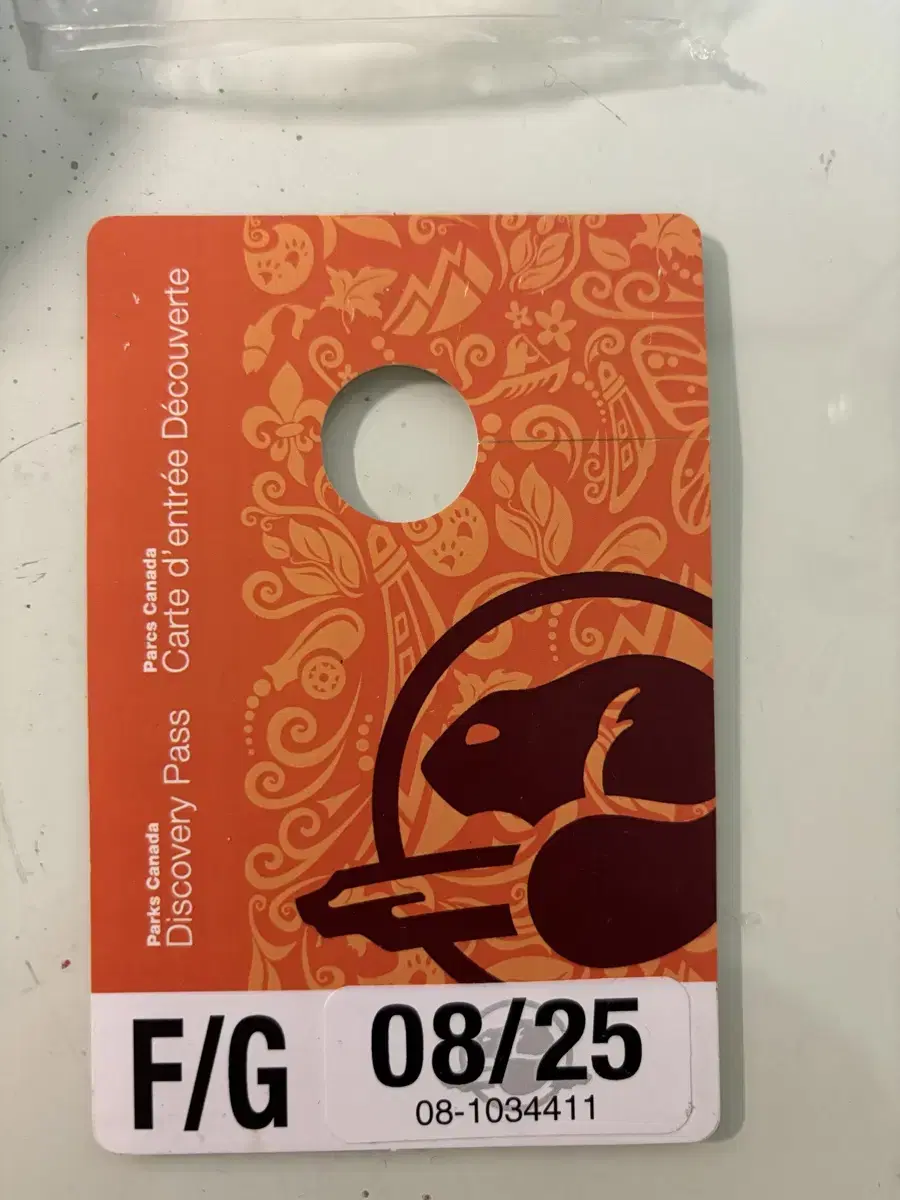 Parks Canada
Discovery Pass
Parcs Canada
Carte d'entrée Découverte
F/G
08/25
08-1034411